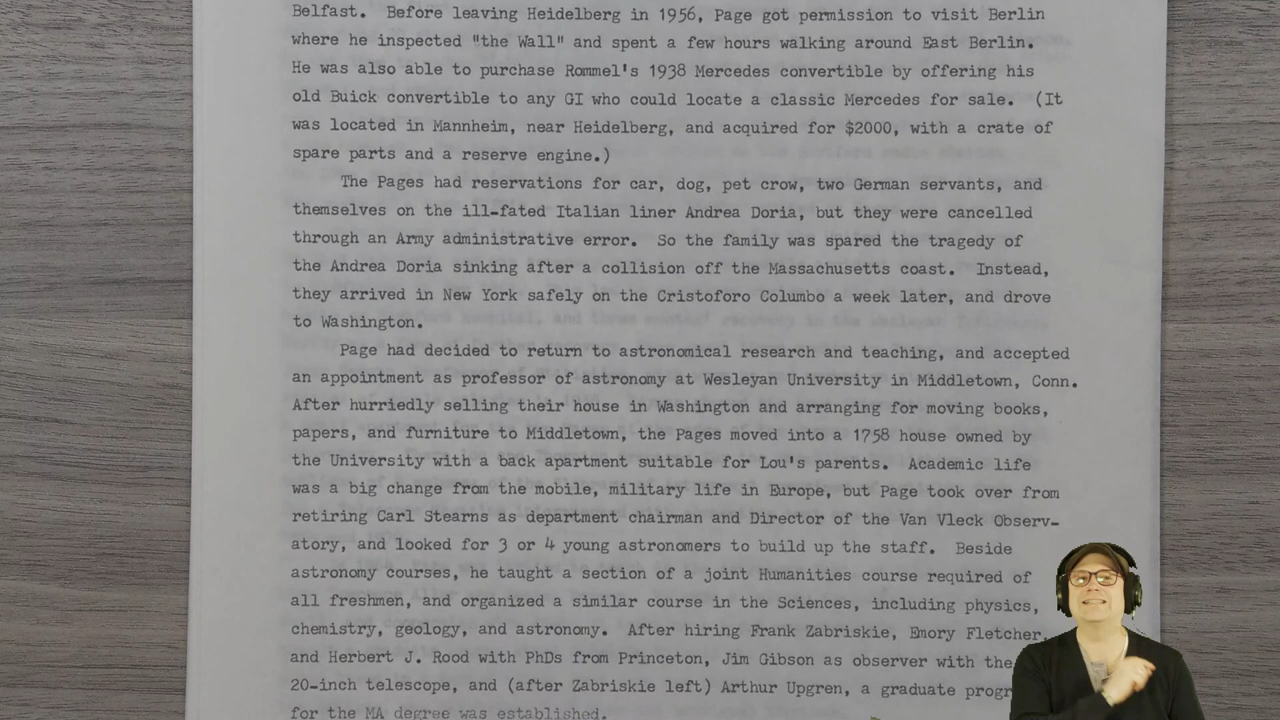 Belfast.  Before leaving Heidelberg in 1956, Page got permission to visit Berlin
where he inspected "the Wall" and spent a few hours walking around East Berlin.
He was also able to purchase Rommel's 1938 Mercedes convertible by offering his
old Buick convertible to any GI who could locate a classic Mercedes for sale.  (It
was located in Mannheim, near Heidelberg, and acquired for $2000, with a crate of
spare parts and a reserve engine.)
The Pages had reservations for car, dog, pet crow, two German servants, and
themselves on the ill-fated Italian liner Andrea Doria, but they were cancelled
through an Army administrative error.  So the family was spared the tragedy of
the Andrea Doria sinking after a collision off the Massachusetts coast.  Instead,
they arrived in New York safely on the Cristoforo Columbo a week later, and drove
to Washington.
Page had decided to return to astronomical research and teaching, and accepted
an appointment as professor of astronomy at Wesleyan University in Middletown, Conn.
After hurriedly selling their house in Washington and arranging for moving books,
papers, and furniture to Middletown, the Pages moved into a 1758 house owned by
the University with a back apartment suitable for Lou's parents.  Academic life
was a big change from the mobile, military life in Europe, but Page took over from
retiring Carl Stearns as department chairman and Director of the Van Vleck Observ-
atory, and looked for 3 or 4 young astronomers to build up the staff.  Beside
astronomy courses, he taught a section of a joint Humanities course required of
all freshmen, and organized a similar course in the Sciences, including physics,
chemistry, geology, and astronomy.  After hiring Frank Zabriskie, Emory Fletcher,
and Herbert J. Rood with PhDs from Princeton, Jim Gibson as observer with the
20-inch telescope, and (after Zabriskie left) Arthur Upgren, a graduate progr
for the MA degree was established.